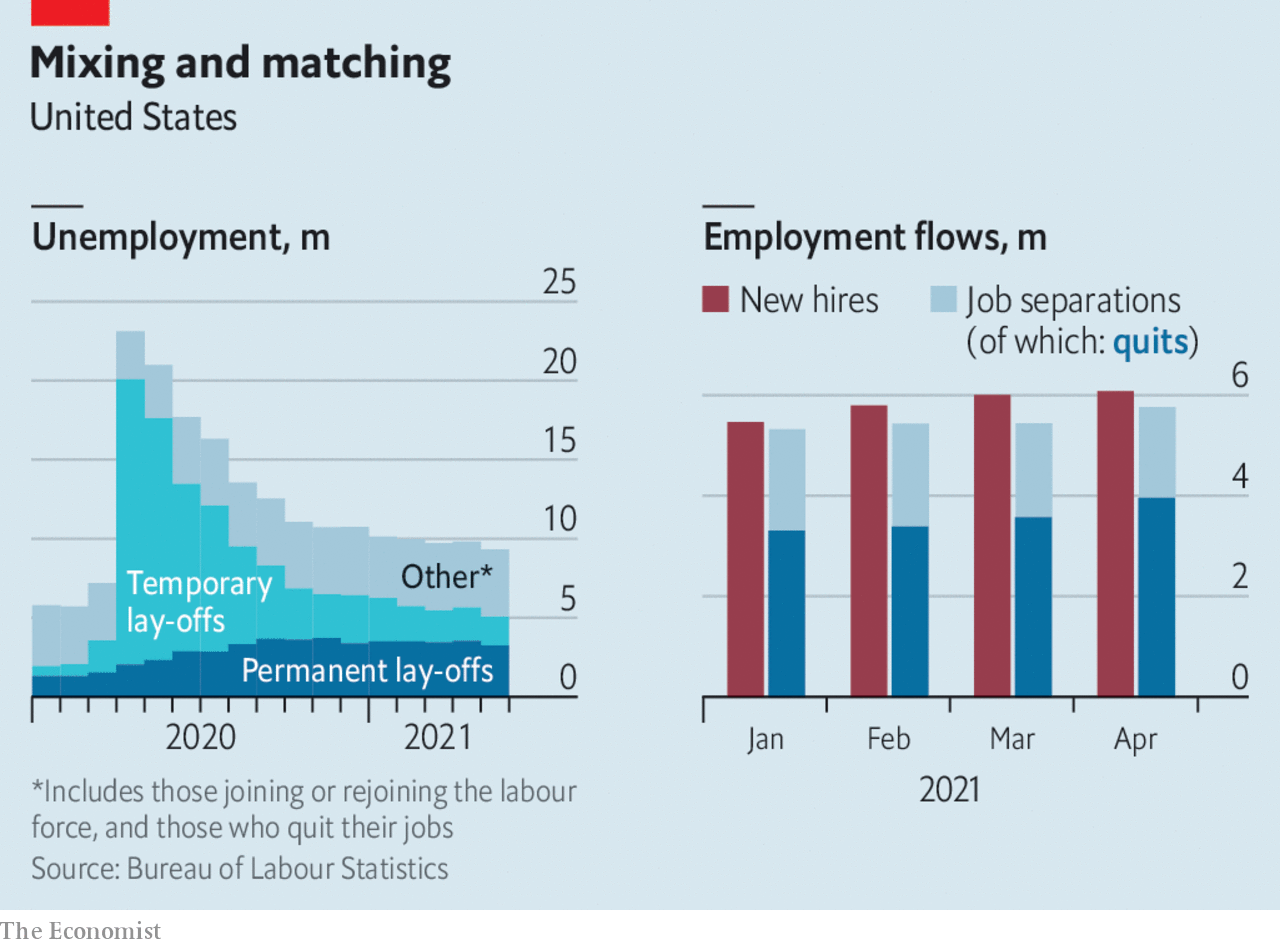 Mixing and matching
United States
Unemployment, m
25
20
15
10
5
0
Other*
Temporary
lay-offs
Permanent lay-offs
2020
2021
Employment flows, m
New hires
Job separations
(of which: quits)
6
4
2
0
Jan
Feb
Mar
Apr
2021
*Includes those joining or rejoining the labour
force, and those who quit their jobs
Source: Bureau of Labour Statistics
The Economist